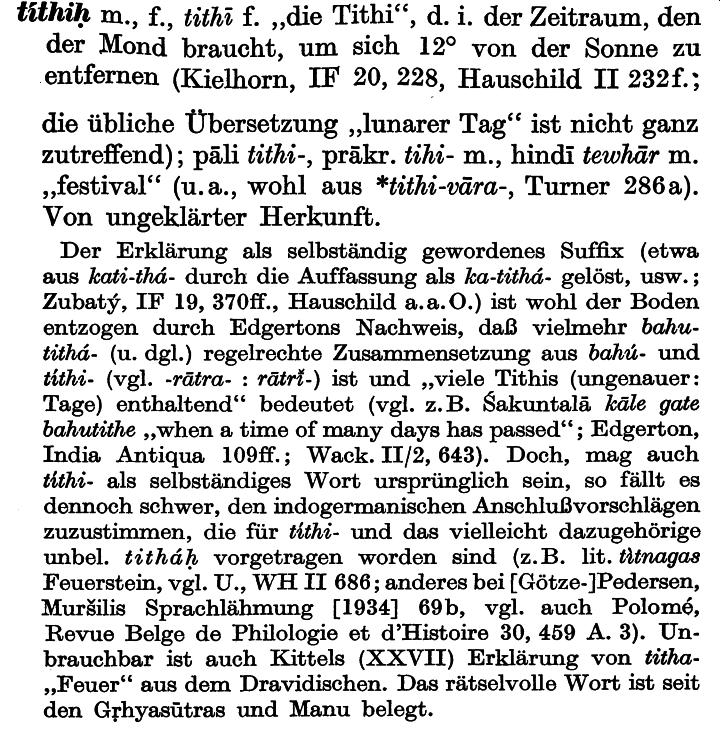 títhiḥ m., f., tithī f. „die Tithi“, d. i. der Zeitraum, den
der Mond braucht, um sich 12° von der Sonne zu
entfernen (Kielhorn, IF 20, 228, Hauschild II 232f.;
die übliche Übersetzung „lunarer Tag“ ist nicht ganz
zutreffend); pāli tithi-, prākr. tihi- m., hindī tewhār m.
„festival“ (u. a., wohl aus *tithi-vāra-, Turner 286a).
Von ungeklärter Herkunft.
Der Erklärung als selbständig gewordenes Suffix (etwa
aus kati-thá- durch die Auffassung als ka-tithá- gelöst, usw.;
Zubatý, IF 19, 370ff., Hauschild a.a.O.) ist wohl der Boden
entzogen durch Edgertons Nachweis, daß vielmehr bahu-
tithá- (u. dgl.) regelrechte Zusammensetzung aus bahú- und
títhi- (vgl. -rātra- : rātrī̆-) ist und „viele Tithis (ungenauer:
Tage) enthaltend“ bedeutet (vgl. z. B. Śakuntalā kāle gate
bahutithe „when a time of many days has passed“; Edgerton,
India Antiqua 109ff.; Wack. II/2, 643). Doch, mag auch
títhi- als selbständiges Wort ursprünglich sein, so fällt es
dennoch schwer, den indogermanischen Anschlußvorschlägen
zuzustimmen, die für títhi- und das vielleicht dazugehörige
unbel. titháḥ vorgetragen worden sind (z. B. lit. tìtnagas
Feuerstein, vgl. U., WH II 686; anderes bei [Götze-]Pedersen,
Muršilis Sprachlähmung [1934] 69b, vgl. auch Polomé,
Revue Belge de Philologie et d’Histoire 30, 459 A. 3). Un-
brauchbar ist auch Kittels (XXVII) Erklärung von titha-
„Feuer“ aus dem Dravidischen. Das rätselvolle Wort ist seit
den Gṛhyasūtras und Manu belegt.